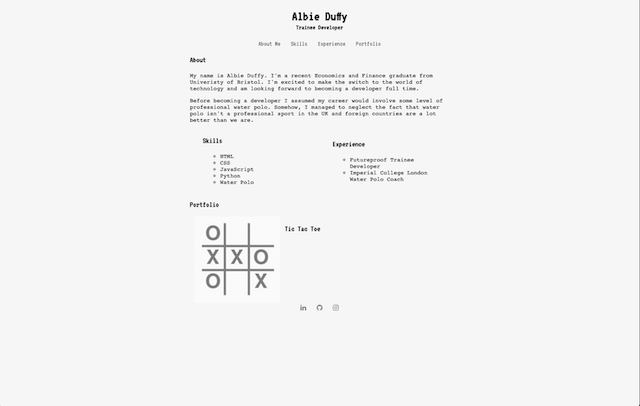 Albie Duffy
Trainee Developer
About Me Skills Experience Portfolio
About
My name is Albie Duffy. I'm a recent Economics and Finance graduate from
Univeristy of Bristol. I'm excited to make the switch to the world of
technology and am looking forward to becoming a developer full time.
Before becoming a developer I assumed my career would involve some level of
professional water polo. Somehow, I managed to neglect the fact that water
polo isn't a professional sport in the UK and foreign countries are a lot
better than we are.
Skills
HTML
CSS
JavaScript
Python
Water Polo
Experience
Futureproof Trainee
Developer
Imperial College London
Water Polo Coach
Portfolio
O
X X O
O X
Tic Tac Toe
in